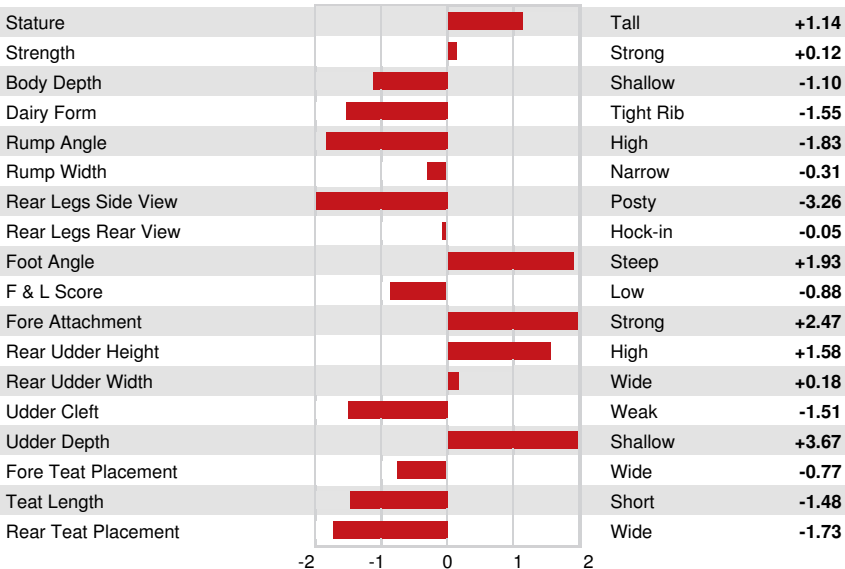 Stature Tall +1.14
Strength Strong +0.12
Body Depth Shallow -1.10
Dairy Form Tight Rib -1.55
Rump Angle High -1.83
Rump Width Narrow -0.31
Rear Legs Side View Posty -3.26
Rear Legs Rear View Hock-in -0.05
Foot Angle Steep +1.93
F & L Score Low -0.88
Fore Attachment Strong +2.47
Rear Udder Height High +1.58
Rear Udder Width Wide +0.18
Udder Cleft Weak -1.51
Udder Depth Shallow +3.67
Fore Teat Placement Wide -0.77
Teat Length Short -1.48
Rear Teat Placement Wide -1.73
-2 -1 0 1 2